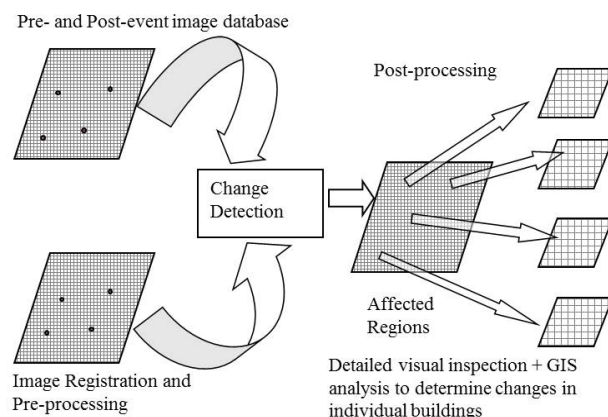 Pre- and Post-event image database
Post-processing
Change
Detection
Affected
Regions
Image Registration and
Pre-processing
Detailed visual inspection + GIS
analysis to determine changes in
individual buildings